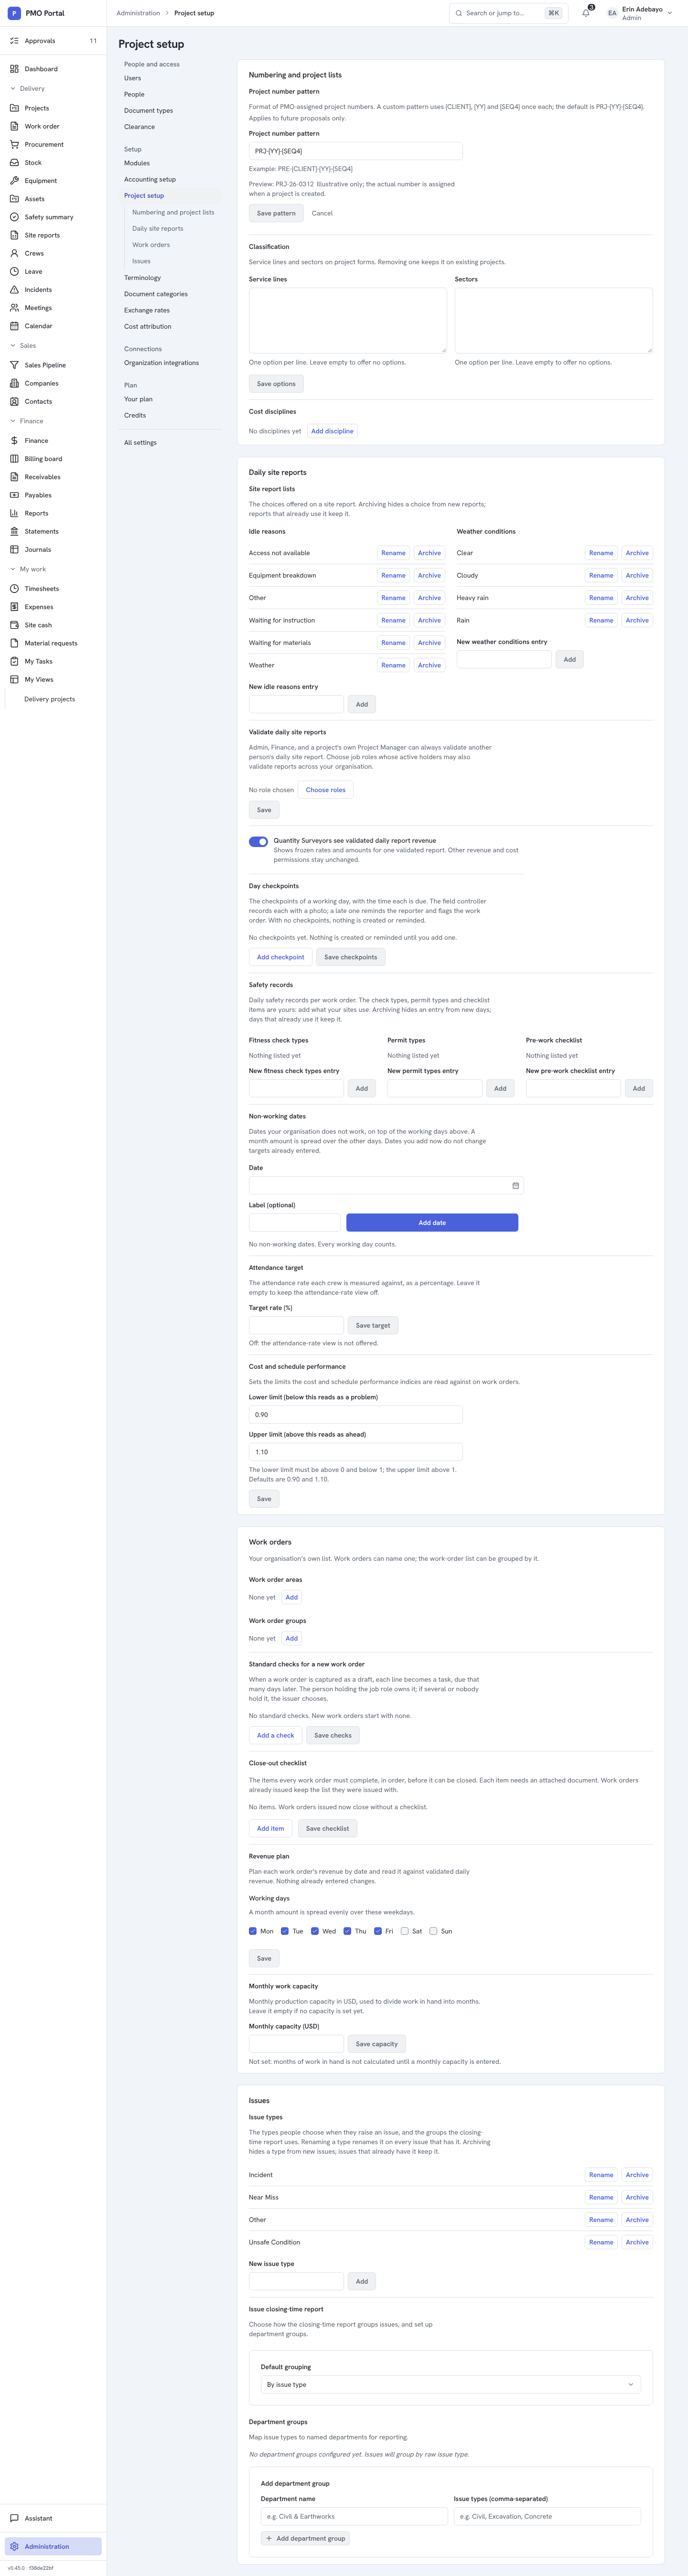 PMO Portal
Administration > Project setup
Search or jump to...
⌘K
3
EA
Erin Adebayo
Admin
Approvals 11
Dashboard
Delivery
Projects
Work order
Procurement
Stock
Equipment
Assets
Safety summary
Site reports
Crews
Leave
Incidents
Meetings
Calendar
Sales
Sales Pipeline
Companies
Contacts
Finance
Finance
Billing board
Receivables
Payables
Reports
Statements
Journals
My work
Timesheets
Expenses
Site cash
Material requests
My Tasks
My Views
Delivery projects
Assistant
Administration
v0.45.0 · f38de22bf
Project setup
People and access
Users
People
Document types
Clearance
Setup
Modules
Accounting setup
Project setup
Numbering and project lists
Daily site reports
Work orders
Issues
Terminology
Document categories
Exchange rates
Cost attribution
Connections
Organization integrations
Plan
Your plan
Credits
All settings
Numbering and project lists
Project number pattern
Format of PMO-assigned project numbers. A custom pattern uses {CLIENT}, {YY} and {SEQ4} once each; the default is PRJ-{YY}-{SEQ4}.
Applies to future proposals only.
Project number pattern
PRJ-{YY}-{SEQ4}
Example: PRE-{CLIENT}-{YY}-{SEQ4}
Preview: PRJ-26-0312 Illustrative only; the actual number is assigned
when a project is created.
Save pattern Cancel
Classification
Service lines and sectors on project forms. Removing one keeps it on existing projects.
Service lines Sectors
One option per line. Leave empty to offer no options. One option per line. Leave empty to offer no options.
Save options
Cost disciplines
No disciplines yet Add discipline
Daily site reports
Site report lists
The choices offered on a site report. Archiving hides a choice from new reports;
reports that already use it keep it.
Idle reasons
Access not available Rename Archive
Equipment breakdown Rename Archive
Other Rename Archive
Waiting for instruction Rename Archive
Waiting for materials Rename Archive
Weather Rename Archive
New idle reasons entry
Add
Weather conditions
Clear Rename Archive
Cloudy Rename Archive
Heavy rain Rename Archive
Rain Rename Archive
New weather conditions entry
Add
Validate daily site reports
Admin, Finance, and a project's own Project Manager can always validate another
person's daily site report. Choose job roles whose active holders may also
validate reports across your organisation.
No role chosen Choose roles
Save
Quantity Surveyors see validated daily report revenue
Shows frozen rates and amounts for one validated report. Other revenue and cost
permissions stay unchanged.
Day checkpoints
The checkpoints of a working day, with the time each is due. The field controller
records each with a photo; a late one reminds the reporter and flags the work
order. With no checkpoints, nothing is created or reminded.
No checkpoints yet. Nothing is created or reminded until you add one.
Add checkpoint Save checkpoints
Safety records
Daily safety records per work order. The check types, permit types and checklist
items are yours: add what your sites use. Archiving hides an entry from new days;
days that already use it keep it.
Fitness check types Permit types Pre-work checklist
Nothing listed yet Nothing listed yet Nothing listed yet
New fitness check types entry New permit types entry New pre-work checklist entry
Add Add Add
Non-working dates
Dates your organisation does not work, on top of the working days above. A
month amount is spread over the other days. Dates you add now do not change
targets already entered.
Date
Label (optional)
Add date
No non-working dates. Every working day counts.
Attendance target
The attendance rate each crew is measured against, as a percentage. Leave it
empty to keep the attendance-rate view off.
Target rate (%)
Save target
Off: the attendance-rate view is not offered.
Cost and schedule performance
Sets the limits the cost and schedule performance indices are read against on work orders.
Lower limit (below this reads as a problem)
0.90
Upper limit (above this reads as ahead)
1.10
The lower limit must be above 0 and below 1; the upper limit above 1.
Defaults are 0.90 and 1.10.
Save
Work orders
Your organisation's own list. Work orders can name one; the work-order list can be grouped by it.
Work order areas
None yet Add
Work order groups
None yet Add
Standard checks for a new work order
When a work order is captured as a draft, each line becomes a task, due that
many days later. The person holding the job role owns it; if several or nobody
hold it, the issuer chooses.
No standard checks. New work orders start with none.
Add a check Save checks
Close-out checklist
The items every work order must complete, in order, before it can be closed. Each item needs an attached document. Work orders
already issued keep the list they were issued with.
No items. Work orders issued now close without a checklist.
Add item Save checklist
Revenue plan
Plan each work order's revenue by date and read it against validated daily
revenue. Nothing already entered changes.
Working days
A month amount is spread evenly over these weekdays.
Mon Tue Wed Thu Fri Sat Sun
Save
Monthly work capacity
Monthly production capacity in USD, used to divide work in hand into months.
Leave it empty if no capacity is set yet.
Monthly capacity (USD)
Save capacity
Not set: months of work in hand is not calculated until a monthly capacity is entered.
Issues
Issue types
The types people choose when they raise an issue, and the groups the closing-
time report uses. Renaming a type renames it on every issue that has it. Archiving
hides a type from new issues; issues that already have it keep it.
Incident Rename Archive
Near Miss Rename Archive
Other Rename Archive
Unsafe Condition Rename Archive
New issue type
Add
Issue closing-time report
Choose how the closing-time report groups issues, and set up
department groups.
Default grouping
By issue type
Department groups
Map issue types to named departments for reporting.
No department groups configured yet. Issues will group by raw issue type.
Add department group
Department name Issue types (comma-separated)
e.g. Civil & Earthworks e.g. Civil, Excavation, Concrete
+ Add department group